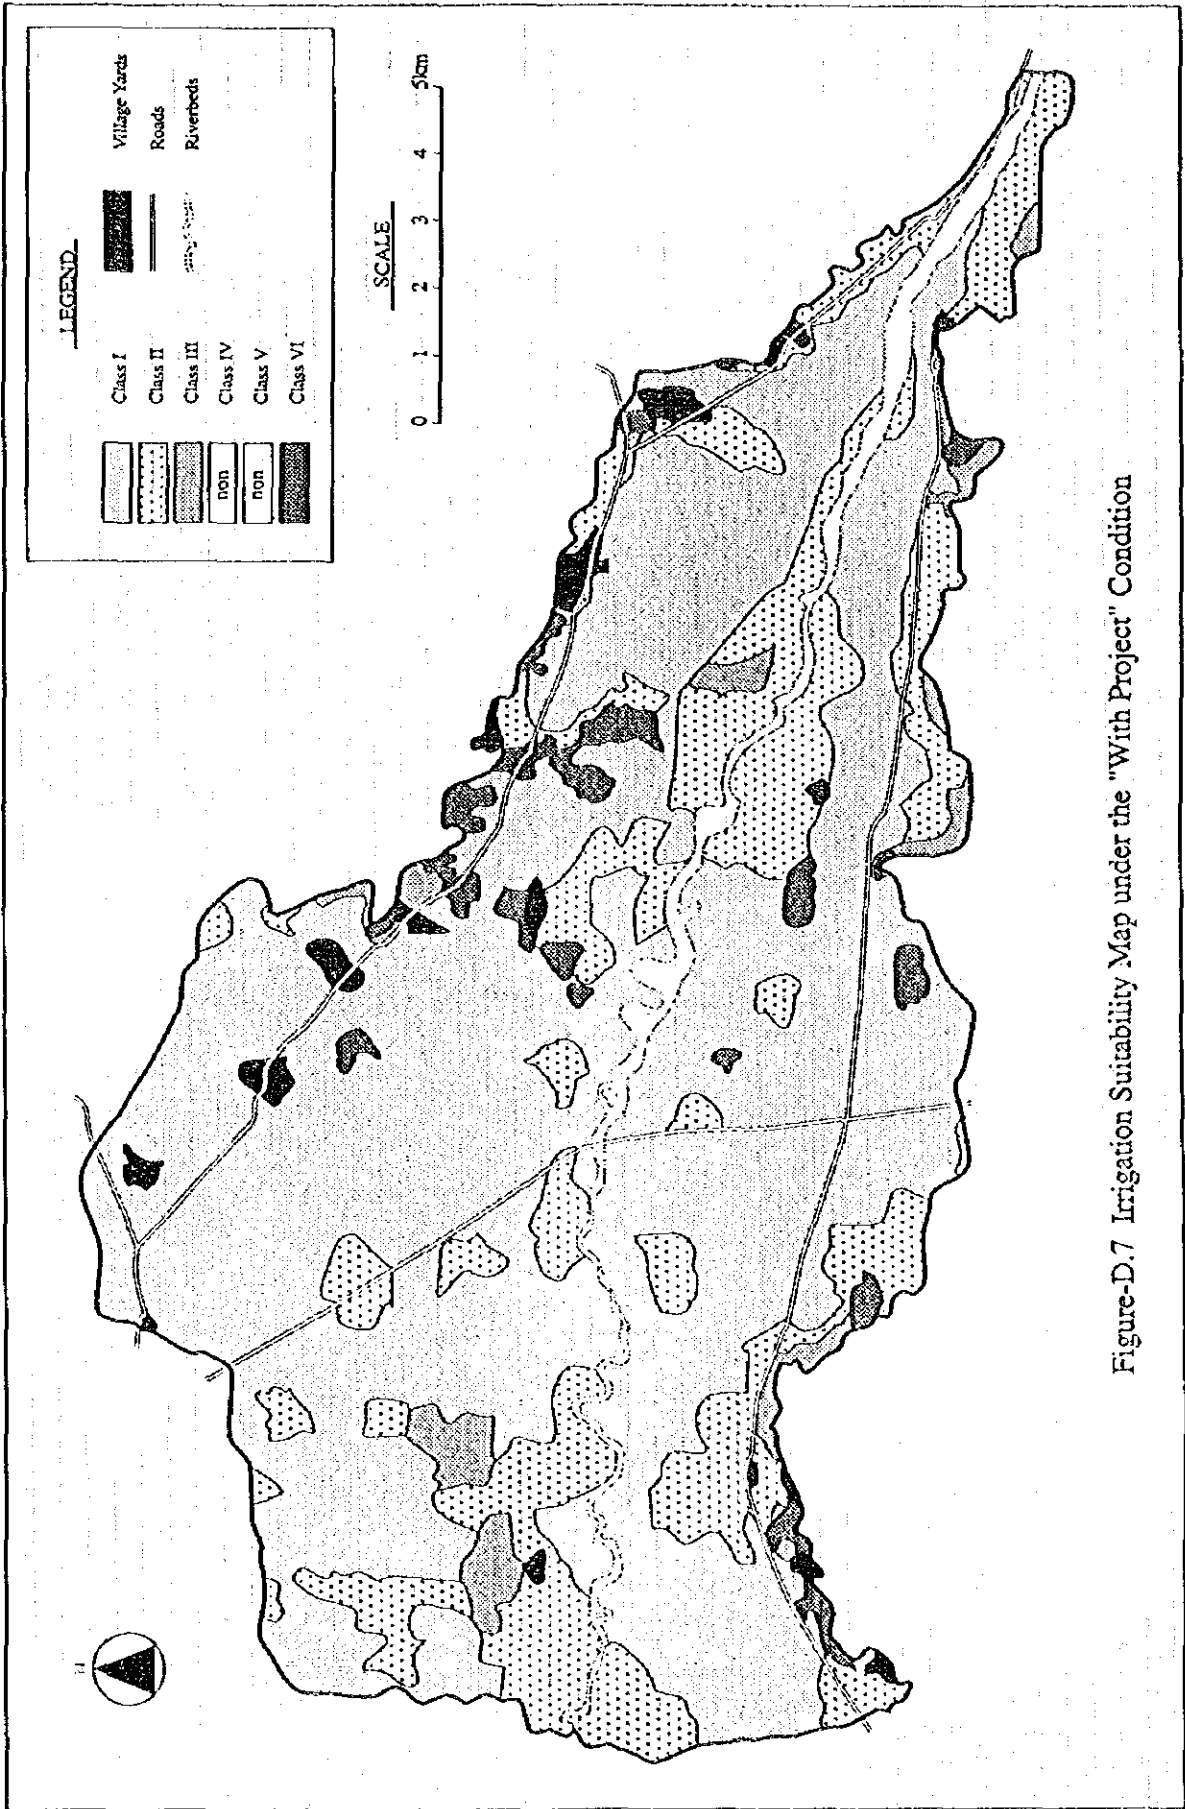 LEGEND
Class I
Class II
Class III
non Class IV
non Class V
Class VI
Village Yards
Roads
Riverbeds
SCALE
0 1 2 3 4 5km
Figure-D.7 Irrigation Suitability Map under the "With Project" Condition